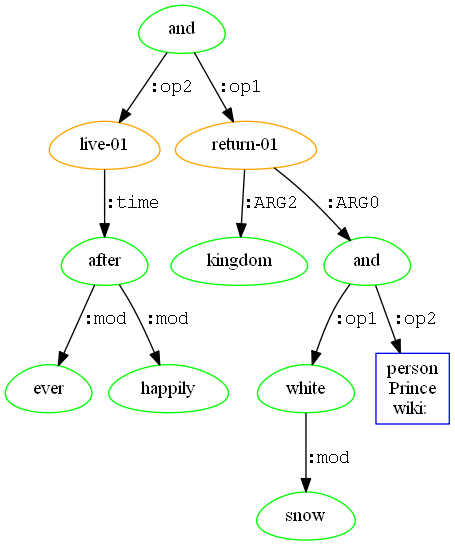 and
:op2
:op1
live-01
return-01
:time
:ARG2
:ARG0
after
kingdom
and
:mod
:mod
:op1
:op2
ever
happily
white
person
Prince
wiki:
:mod
snow